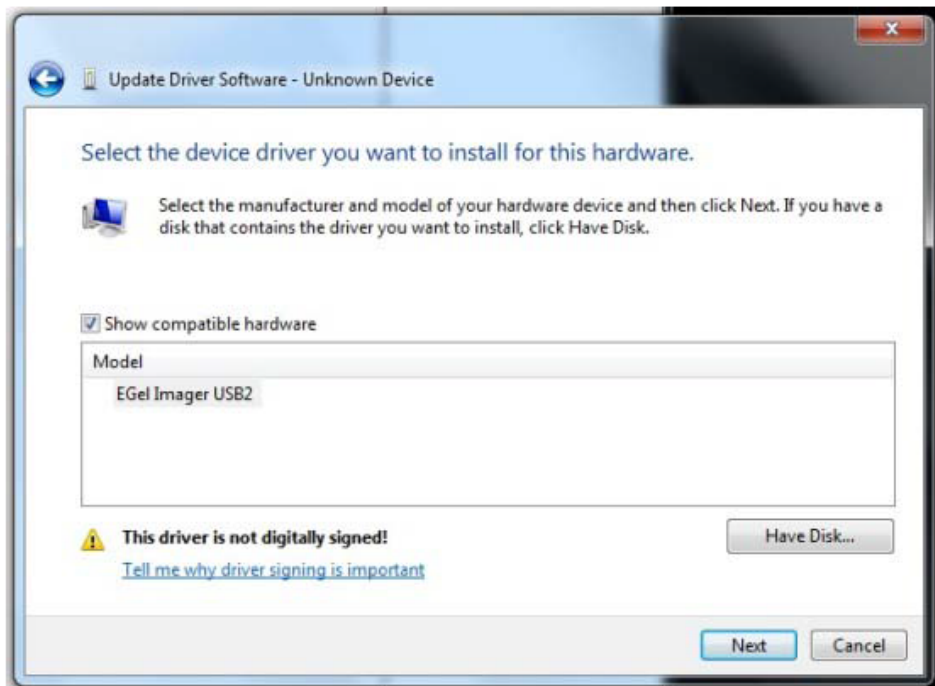 Update Driver Software - Unknown Device
Select the device driver you want to install for this hardware.
Select the manufacturer and model of your hardware device and then click Next. If you have a
disk that contains the driver you want to install, click Have Disk.
Show compatible hardware
Model
EGel Imager USB2
This driver is not digitally signed!
Have Disk...
Tell me why driver signing is important
Next
Cancel